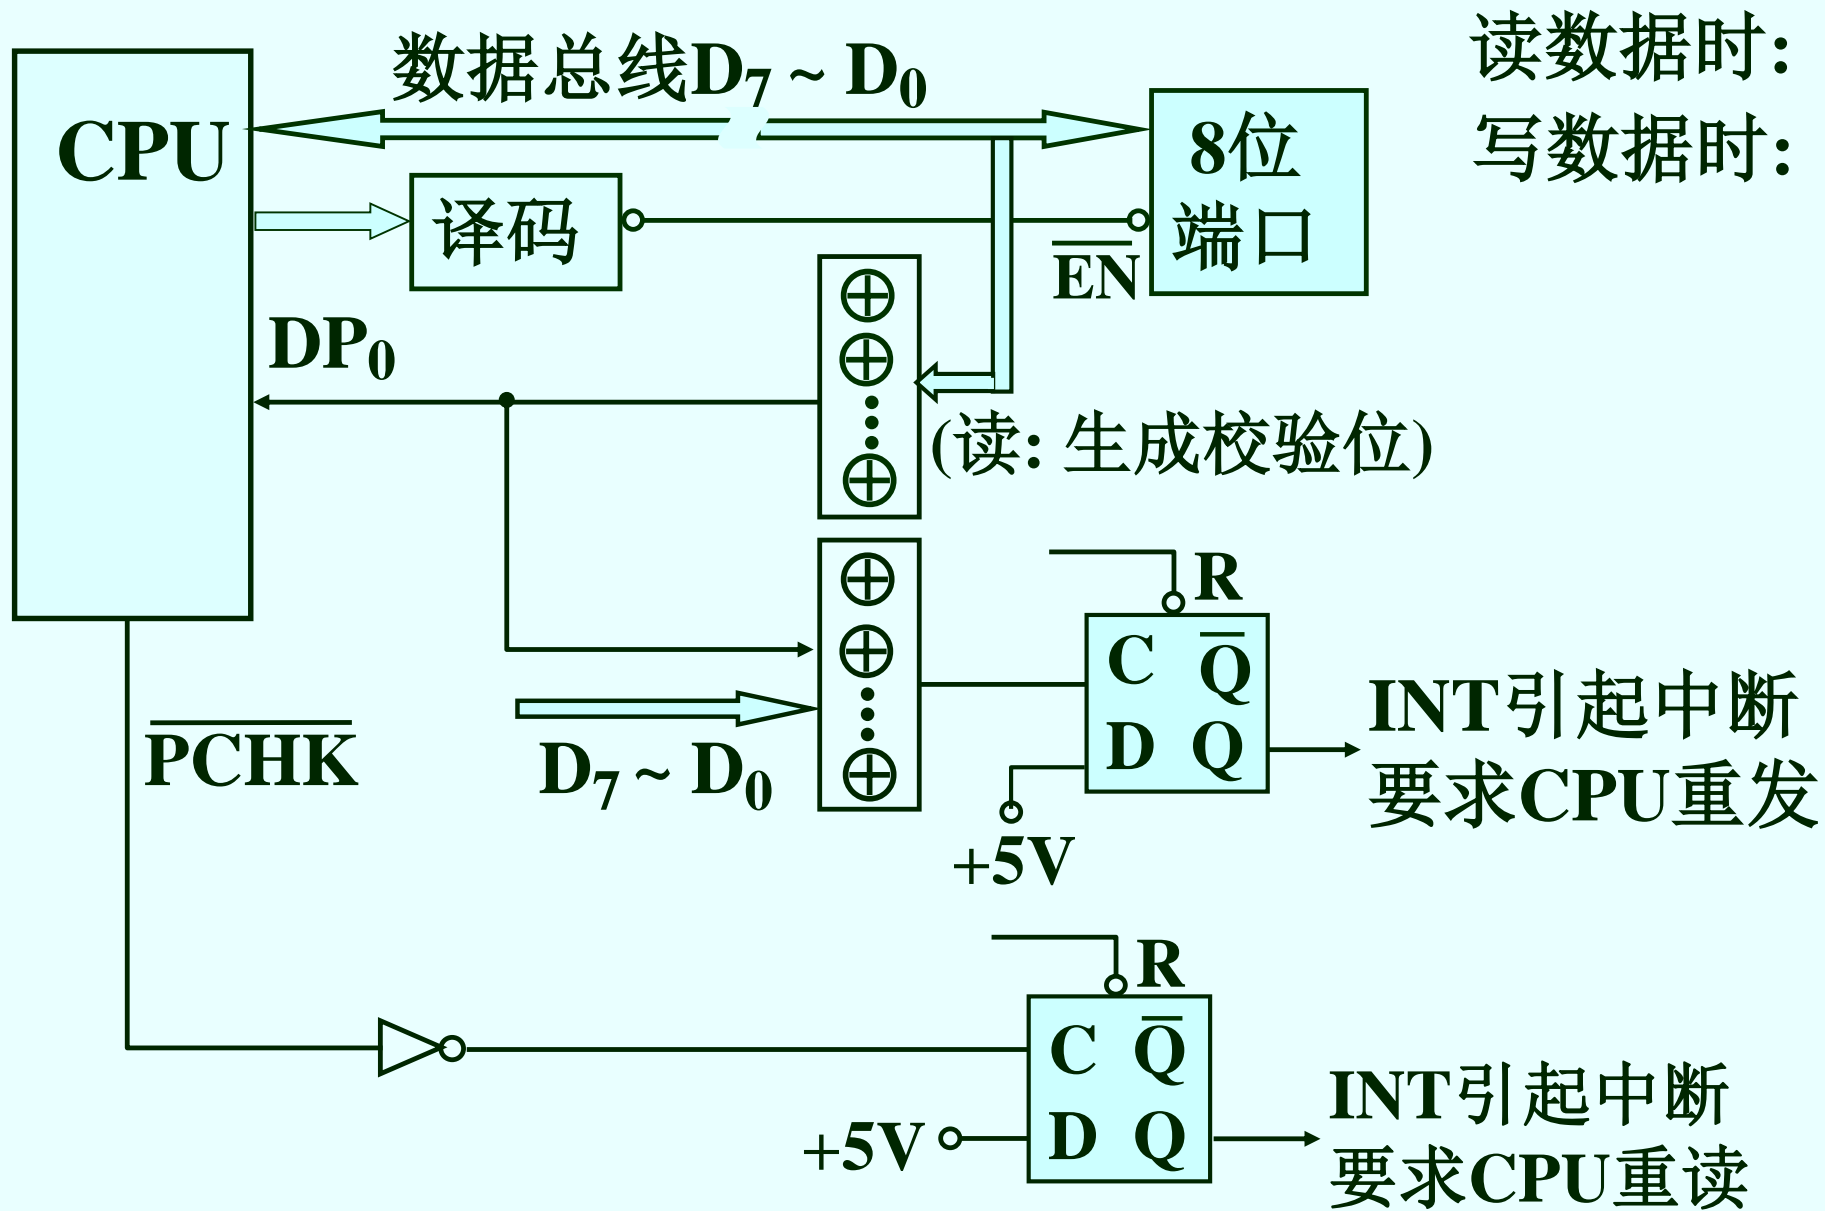 数据总线D7 ~ D0
读数据时:
写数据时:
CPU
8位
端口
译码
EN
DP0
(读: 生成校验位)
R
C Q
D Q
INT引起中断
要求CPU重发
PCHK
D7 ~ D0
+5V
R
C Q
D Q
+5V
INT引起中断
要求CPU重读